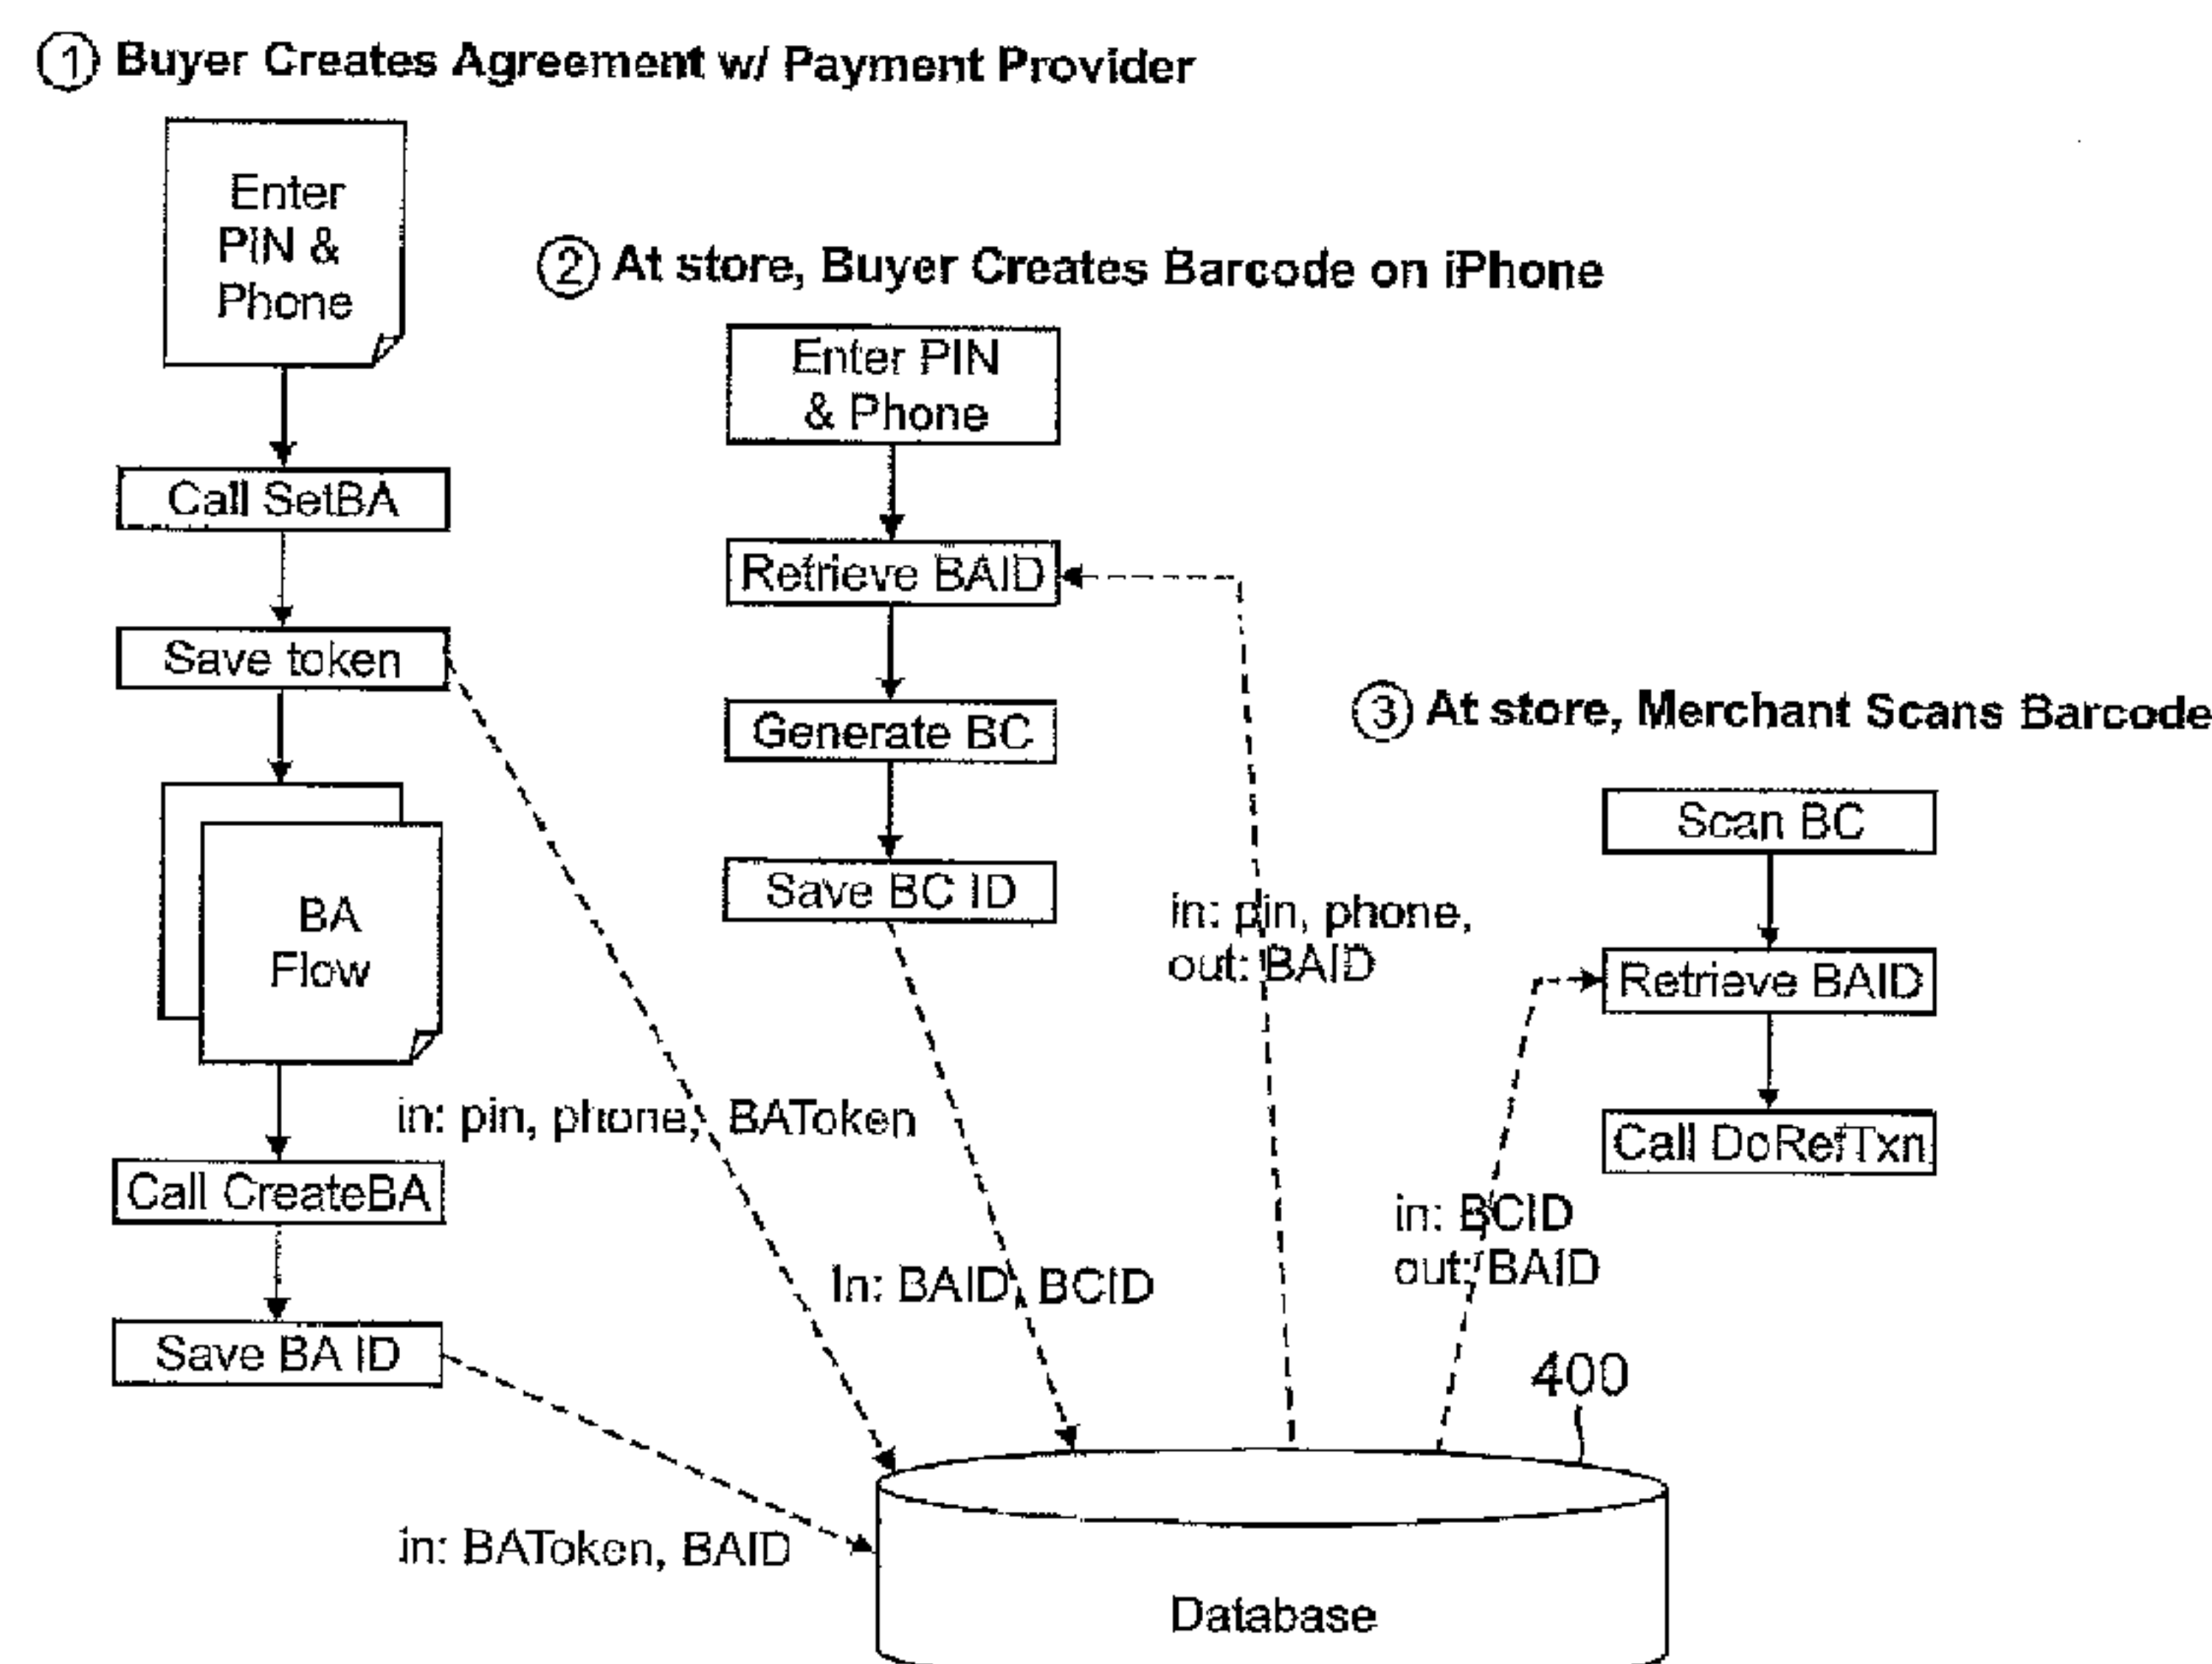 1 Buyer Creates Agreement w/ Payment Provider
Enter
PIN &
Phone
Call SetBA
Save token
BA
Flow
Call CreateBA
Save BA ID
2 At store, Buyer Creates Barcode on iPhone
Enter PIN
& Phone
Retrieve BAID
Generate BC
Save BC ID
3 At store, Merchant Scans Barcode
Scan BC
Retrieve BAID
Call DoRefTxn
in: pin, phone,
out: BAID
in: pin, phone, BAToken
In: BAID, BCID
in: BCID
out: BAID
in: BAToken, BAID
400
Database